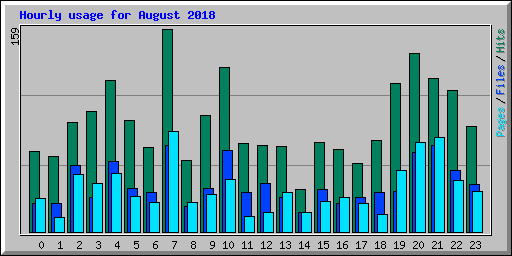 Hourly usage for August 2018
159
Pages/Files/Hits
0 1 2 3 4 5 6 7 8 9 10 11 12 13 14 15 16 17 18 19 20 21 22 23